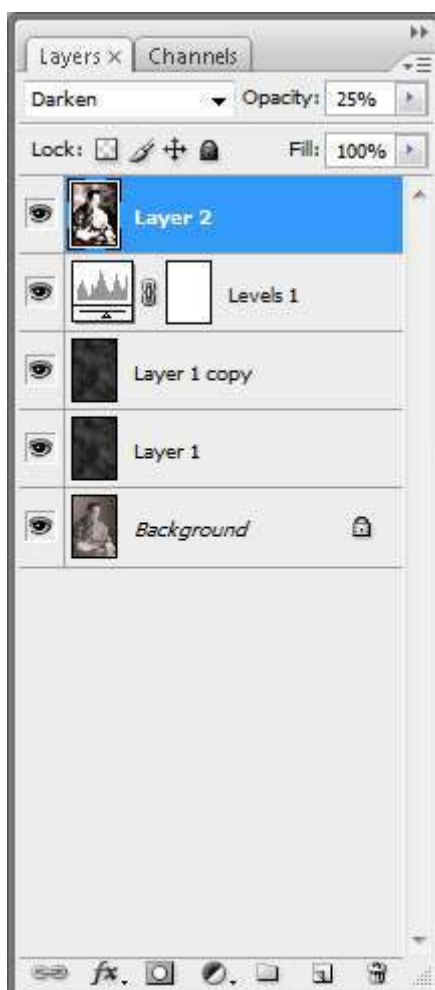 Layers × Channels
Darken Opacity: 25%
Lock: Fill: 100%
Layer 2
Levels 1
Layer 1 copy
Layer 1
Background
fx.